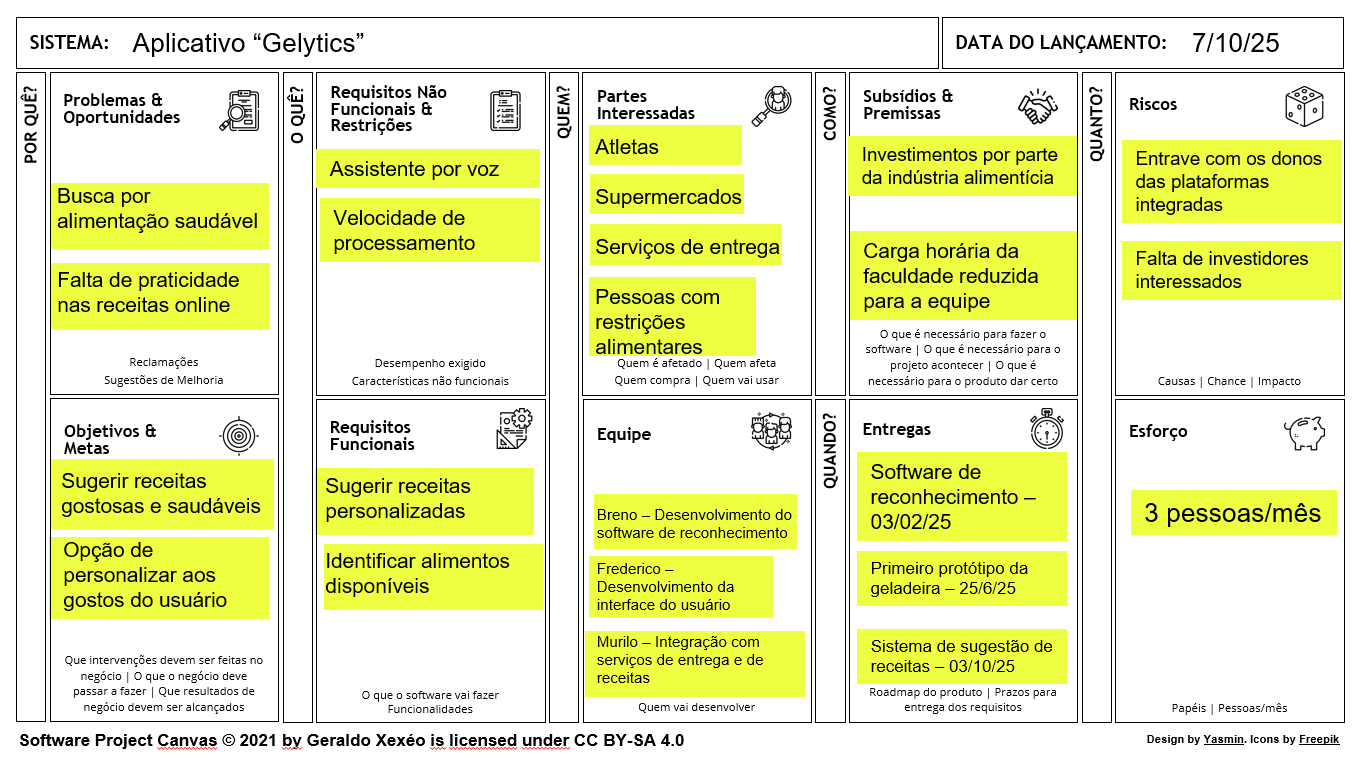 SISTEMA: Aplicativo “Gelytics”
DATA DO LANÇAMENTO: 7/10/25
POR QUÊ?
Problemas &
Oportunidades
Busca por
alimentação saudável
Falta de praticidade
nas receitas online
Reclamações
Sugestões de Melhoria
Objetivos &
Metas
Sugerir receitas
gostosas e saudáveis
Opção de
personalizar aos
gostos do usuário
Que intervenções devem ser feitas no
negócio | O que o negócio deve
passar a fazer | Que resultados de
negócio devem ser alcançados
O QUÊ?
Requisitos Não
Funcionais &
Restrições
Assistente por voz
Velocidade de
processamento
Desempenho exigido
Características não funcionais
Requisitos
Funcionais
Sugerir receitas
personalizadas
Identificar alimentos
disponíveis
O que o software vai fazer
Funcionalidades
QUEM?
Partes
Interessadas
Atletas
Supermercados
Serviços de entrega
Pessoas com
restrições
alimentares
Quem é afetado | Quem afeta
Quem compra | Quem vai usar
Equipe
Breno – Desenvolvimento do
software de reconhecimento
Frederico –
Desenvolvimento da
interface do usuário
Murilo – Integração com
serviços de entrega e de
receitas
Quem vai desenvolver
COMO?
Subsídios &
Premissas
Investimentos por parte
da indústria alimentícia
Carga horária da
faculdade reduzida
para a equipe
O que é necessário para fazer o
software | O que é necessário para o
projeto acontecer | O que é
necessário para o produto dar certo
QUANDO?
Entregas
Software de
reconhecimento –
03/02/25
Primeiro protótipo da
geladeira – 25/6/25
Sistema de sugestão de
receitas – 03/10/25
Roadmap do produto | Prazos para
entrega dos requisitos
QUANTO?
Riscos
Entrave com os donos
das plataformas
integradas
Falta de investidores
interessados
Causas | Chance | Impacto
Esforço
3 pessoas/mês
Papéis | Pessoas/mês
Software Project Canvas © 2021 by Geraldo Xexéo is licensed under CC BY-SA 4.0
Design by Yasmin. Icons by Freepik